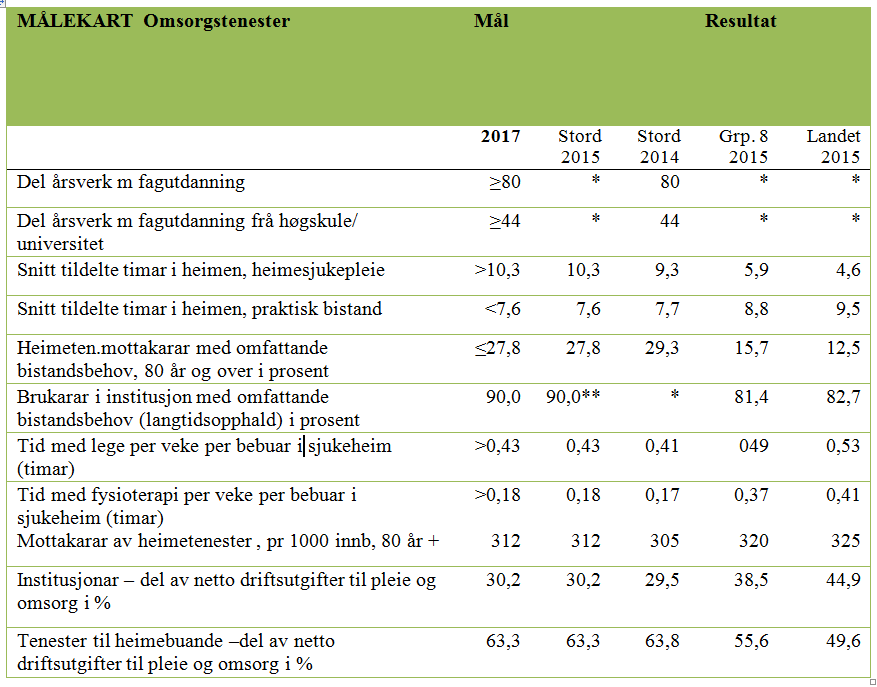 MÅLEKART Omsorgstenester Mål Resultat
2017 Stord 2015 Stord 2014 Grp. 8 2015 Landet 2015
Del årsverk m fagutdanning ≥80 * 80 * *
Del årsverk m fagutdanning frå høgskule/ ≥44 * 44 * *
universitet
Snitt tildelte timar i heimen, heimesjukepleie >10,3 10,3 9,3 5,9 4,6
Snitt tildelte timar i heimen, praktisk bistand <7,6 7,6 7,7 8,8 9,5
Heimeten.mottakarar med omfattande ≤27,8 27,8 29,3 15,7 12,5
bistandsbehov, 80 år og over i prosent
Brukarar i institusjon med omfattande 90,0 90,0** * 81,4 82,7
bistandsbehov (langtidsopphald) i prosent
Tid med lege per veke per bebuar i sjukeheim >0,43 0,43 0,41 049 0,53
(timar)
Tid med fysioterapi per veke per bebuar i >0,18 0,18 0,17 0,37 0,41
sjukeheim (timar)
Mottakarar av heimetenester , pr 1000 innb, 80 år + 312 312 305 320 325
Institusjonar – del av netto driftsutgifter til pleie og 30,2 30,2 29,5 38,5 44,9
omsorg i %
Tenester til heimebuande –del av netto 63,3 63,3 63,8 55,6 49,6
driftsutgifter til pleie og omsorg i %